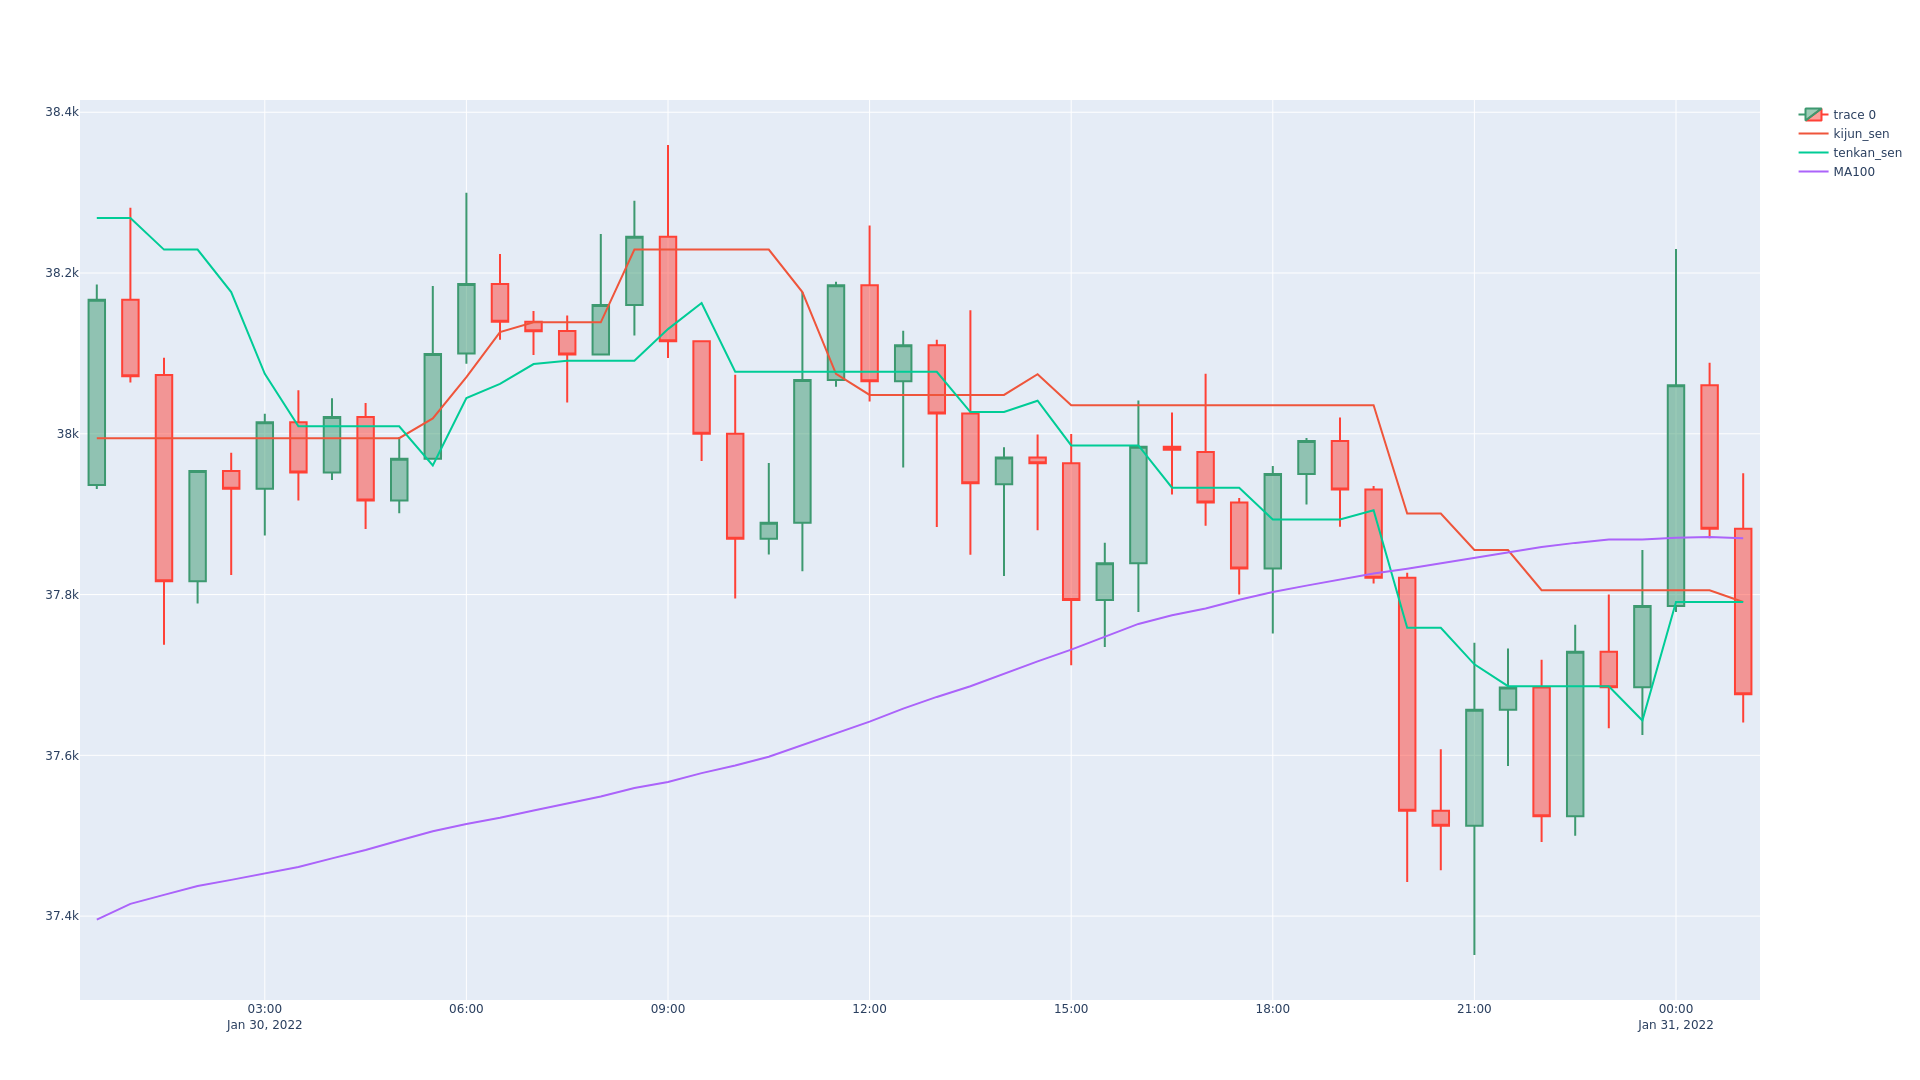 38.4k
38.2k
38k
37.8k
37.6k
37.4k
03:00
Jan 30, 2022
06:00
09:00
12:00
15:00
18:00
21:00
00:00
Jan 31, 2022
trace 0
kijun_sen
tenkan_sen
MA100